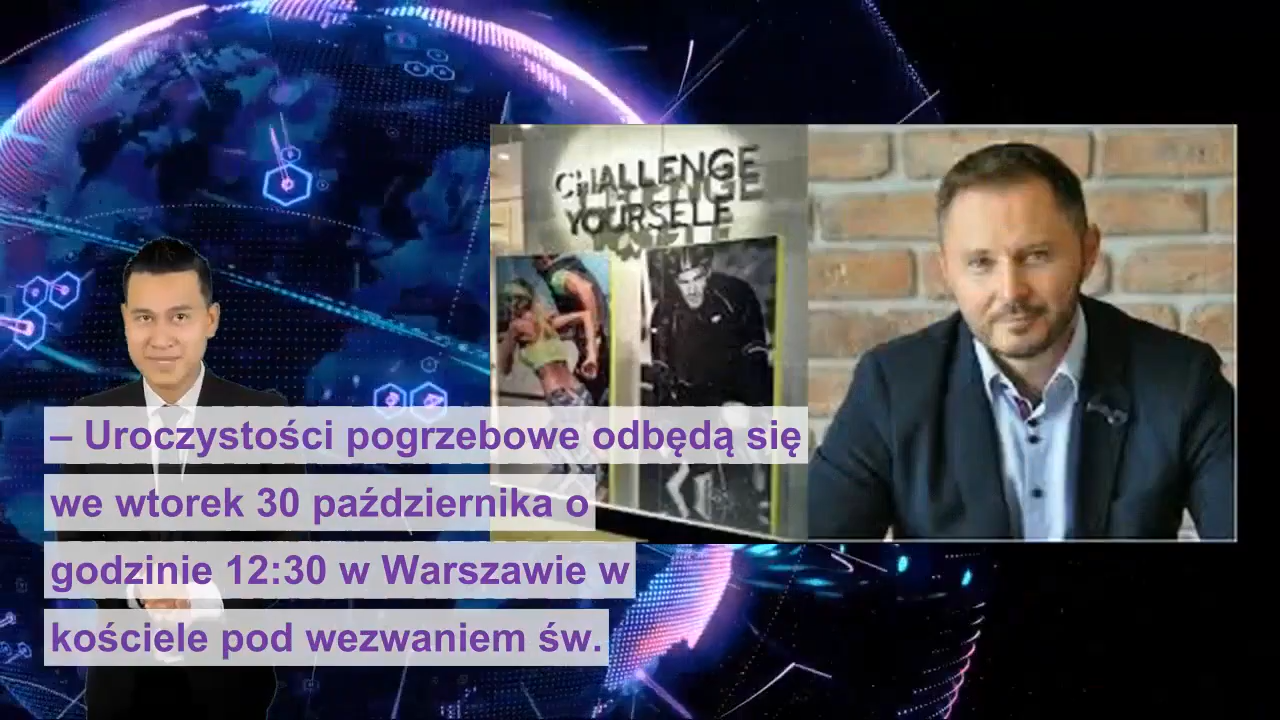 CHALLENGE
YOURSELF
– Uroczystości pogrzebowe odbędą się
we wtorek 30 października o
godzinie 12:30 w Warszawie w
kościele pod wezwaniem św.